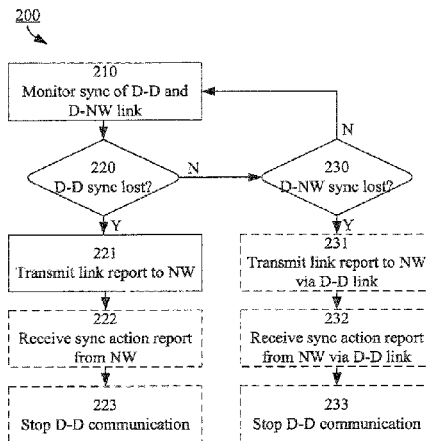 200
210
Monitor sync of D-D and
D-NW link
N
220
D-D sync lost?
N
230
D-NW sync lost?
Y
Y
221
Transmit link report to NW
231
Transmit link report to NW
via D-D link
222
Receive sync action report
from NW
232
Receive sync action report
from NW via D-D link
223
Stop D-D communication
233
Stop D-D communication